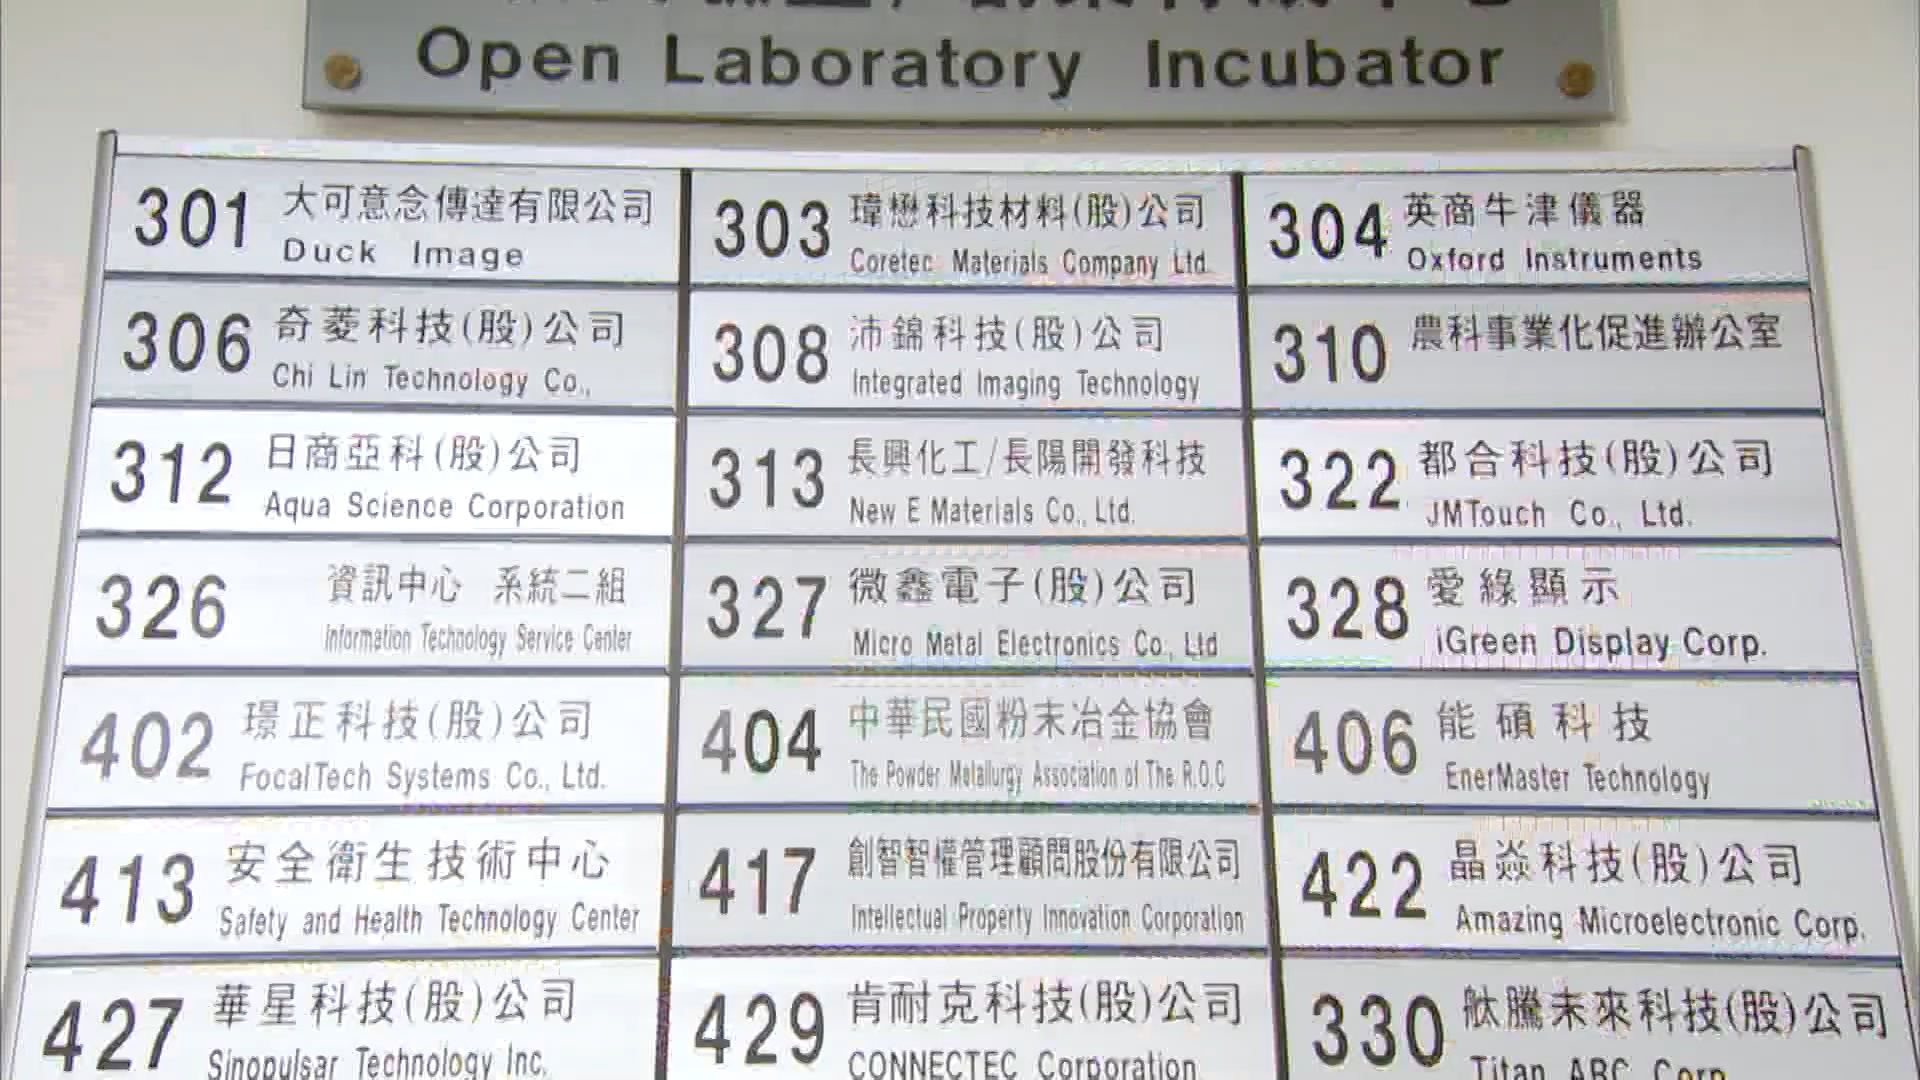 Open Laboratory Incubator
301 大可意念傳達有限公司
Duck Image
303 瑋懋科技材料(股)公司
Coretec Materials Company Ltd.
304 英商牛津儀器
Oxford Instruments
306 奇菱科技(股)公司
Chi Lin Technology Co.,
308 沛錦科技(股)公司
Integrated Imaging Technology
310 農科事業化促進辦公室
312 日商亞科(股)公司
Aqua Science Corporation
313 長興化工/長陽開發科技
New E Materials Co., Ltd.
322 都合科技(股)公司
JMTouch Co., Ltd.
326 資訊中心 系統二組
Information Technology Service Center
327 微鑫電子(股)公司
Micro Metal Electronics Co., Ltd
328 愛綠顯示
iGreen Display Corp.
402 璟正科技(股)公司
FocalTech Systems Co., Ltd.
404 中華民國粉末冶金協會
The Powder Metallurgy Association of The R.O.C
406 能碩科技
EnerMaster Technology
413 安全衛生技術中心
Safety and Health Technology Center
417 創智智權管理顧問股份有限公司
Intellectual Property Innovation Corporation
422 晶焱科技(股)公司
Amazing Microelectronic Corp.
427 華星科技(股)公司
Sinopulsar Technology Inc.
429 肯耐克科技(股)公司
CONNECTEC Corporation
330 舦騰未來科技(股)公司
Titan ABC Corp